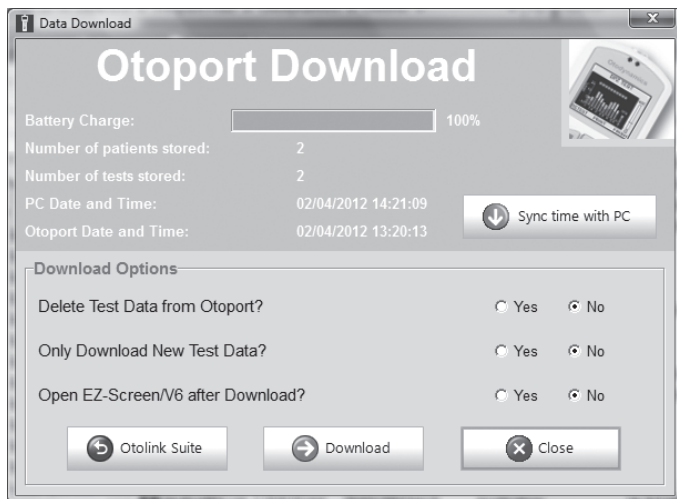 Data Download
Otoport Download
Battery Charge: 100%
Number of patients stored: 2
Number of tests stored: 2
PC Date and Time: 02/04/2012 14:21:09
Otoport Date and Time: 02/04/2012 13:20:13
Sync time with PC
Download Options
Delete Test Data from Otoport? Yes No
Only Download New Test Data? Yes No
Open EZ-Screen/V6 after Download? Yes No
Otolink Suite Download Close